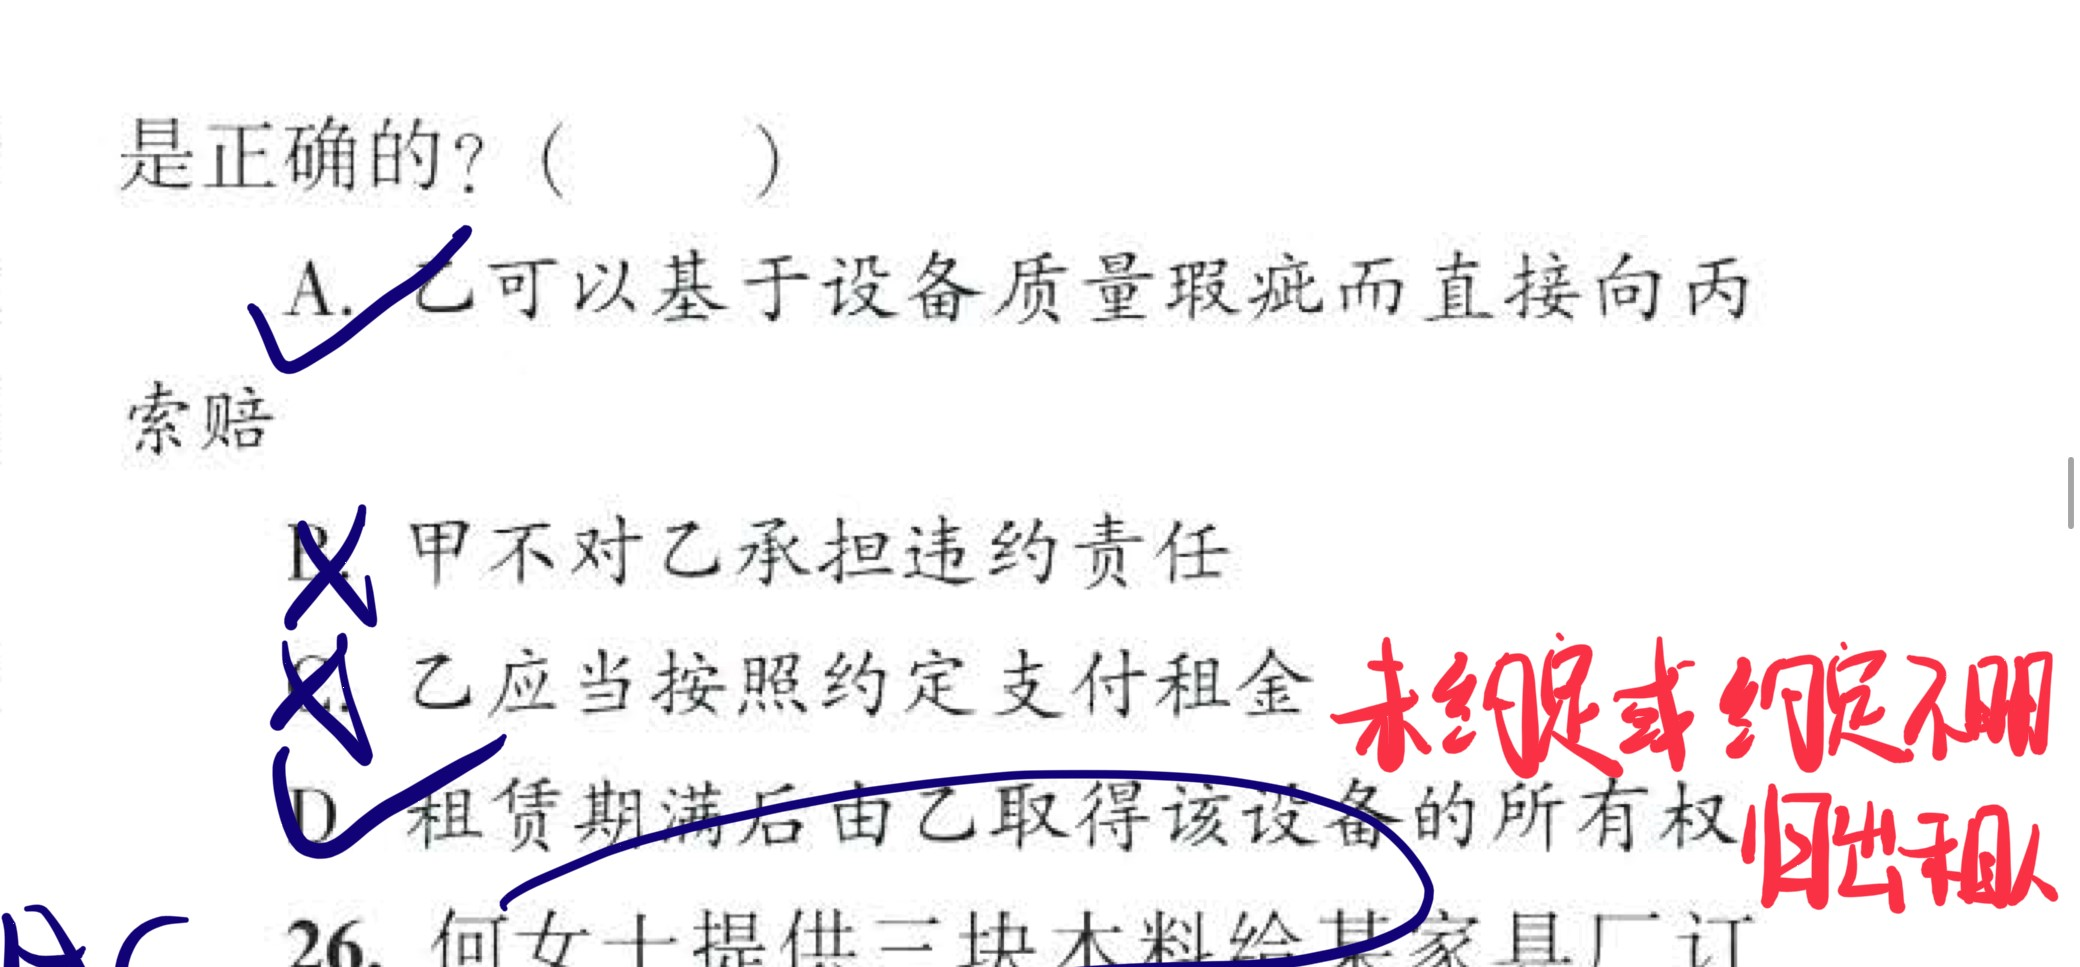 是正确的?(    )
A. 乙可以基于设备质量瑕疵而直接向丙
索赔
B. 甲不对乙承担违约责任
C. 乙应当按照约定支付租金
未约定或约定不明
D. 租赁期满后由乙取得该设备的所有权
归出租人
26. 何女士提供三块木料给某家具厂订